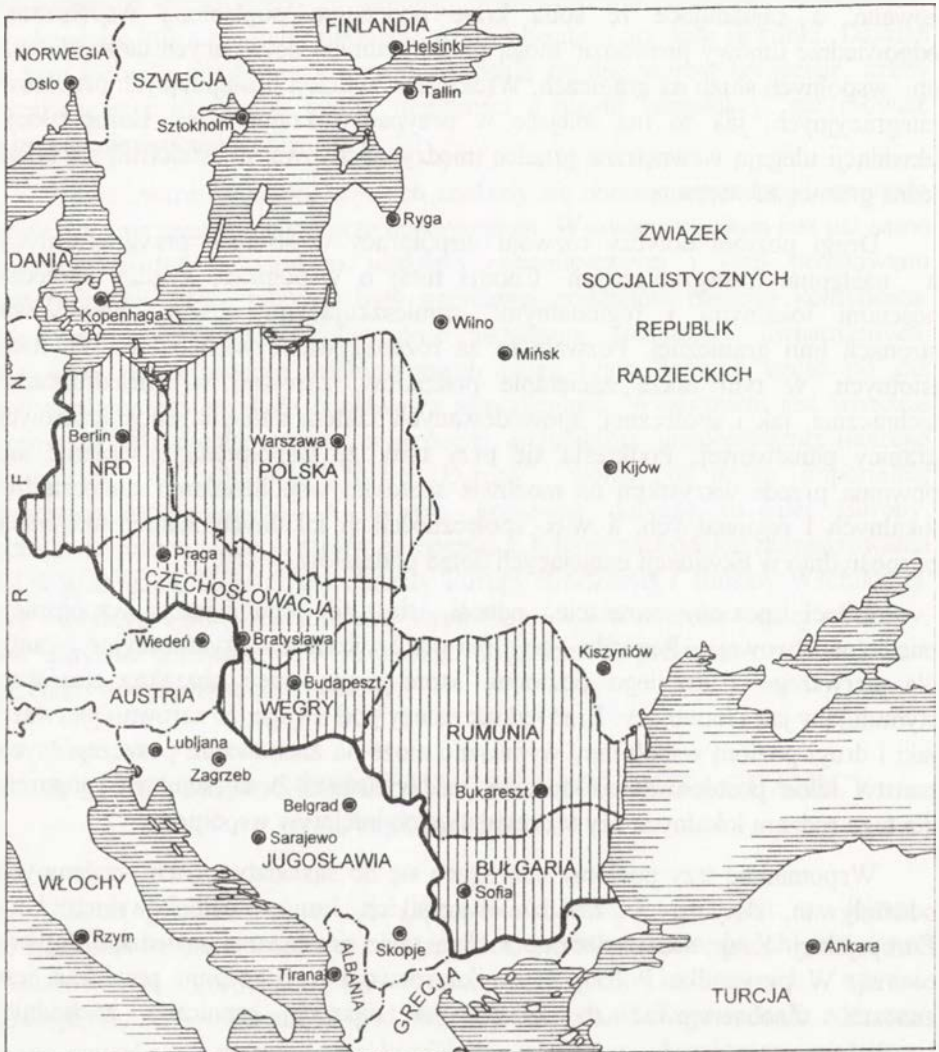 FINLANDIA
Helsinki
NORWEGIA
Oslo
SZWECJA
Tallin
Sztokholm
Ryga
DANIA
Kopenhaga
ZWIĄZEK
SOCJALISTYCZNYCH
REPUBLIK
RADZIECKICH
Wilno
Mińsk
R F N
Berlin
NRD
Warszawa
POLSKA
Kijów
Praga
CZECHOSŁOWACJA
Wiedeń
Bratysława
Kiszyniów
AUSTRIA
Budapeszt
WĘGRY
RUMUNIA
Lubljana
Zagrzeb
Bukareszt
Belgrad
Sarajewo
JUGOSŁAWIA
BUŁGARIA
Sofia
WŁOCHY
Rzym
Skopje
Tirana
ALBANIA
GRECJA
Ankara
TURCJA